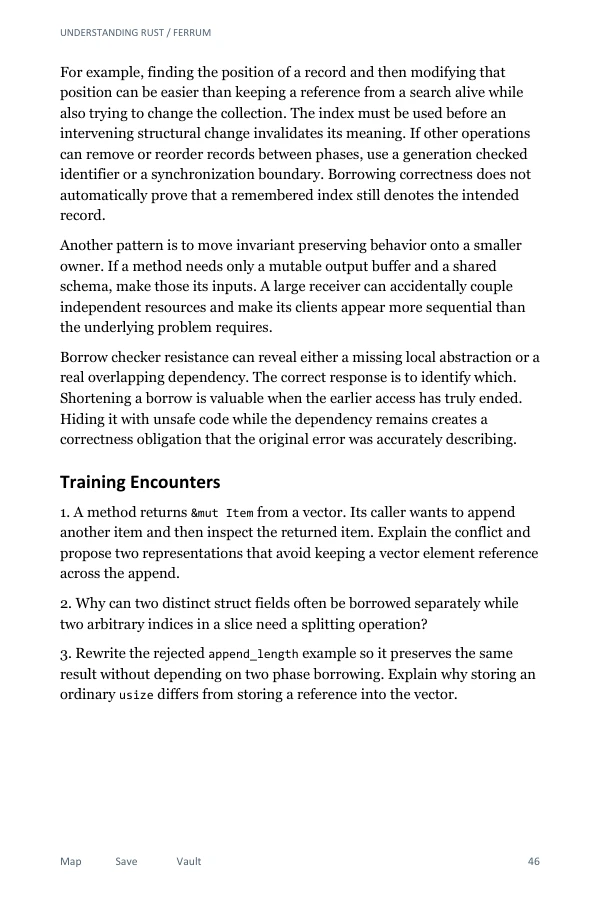 UNDERSTANDING RUST / FERRUM
For example, finding the position of a record and then modifying that
position can be easier than keeping a reference from a search alive while
also trying to change the collection. The index must be used before an
intervening structural change invalidates its meaning. If other operations
can remove or reorder records between phases, use a generation checked
identifier or a synchronization boundary. Borrowing correctness does not
automatically prove that a remembered index still denotes the intended
record.
Another pattern is to move invariant preserving behavior onto a smaller
owner. If a method needs only a mutable output buffer and a shared
schema, make those its inputs. A large receiver can accidentally couple
independent resources and make its clients appear more sequential than
the underlying problem requires.
Borrow checker resistance can reveal either a missing local abstraction or a
real overlapping dependency. The correct response is to identify which.
Shortening a borrow is valuable when the earlier access has truly ended.
Hiding it with unsafe code while the dependency remains creates a
correctness obligation that the original error was accurately describing.
Training Encounters
1. A method returns &mut Item from a vector. Its caller wants to append
another item and then inspect the returned item. Explain the conflict and
propose two representations that avoid keeping a vector element reference
across the append.
2. Why can two distinct struct fields often be borrowed separately while
two arbitrary indices in a slice need a splitting operation?
3. Rewrite the rejected append_length example so it preserves the same
result without depending on two phase borrowing. Explain why storing an
ordinary usize differs from storing a reference into the vector.
Map Save Vault 46